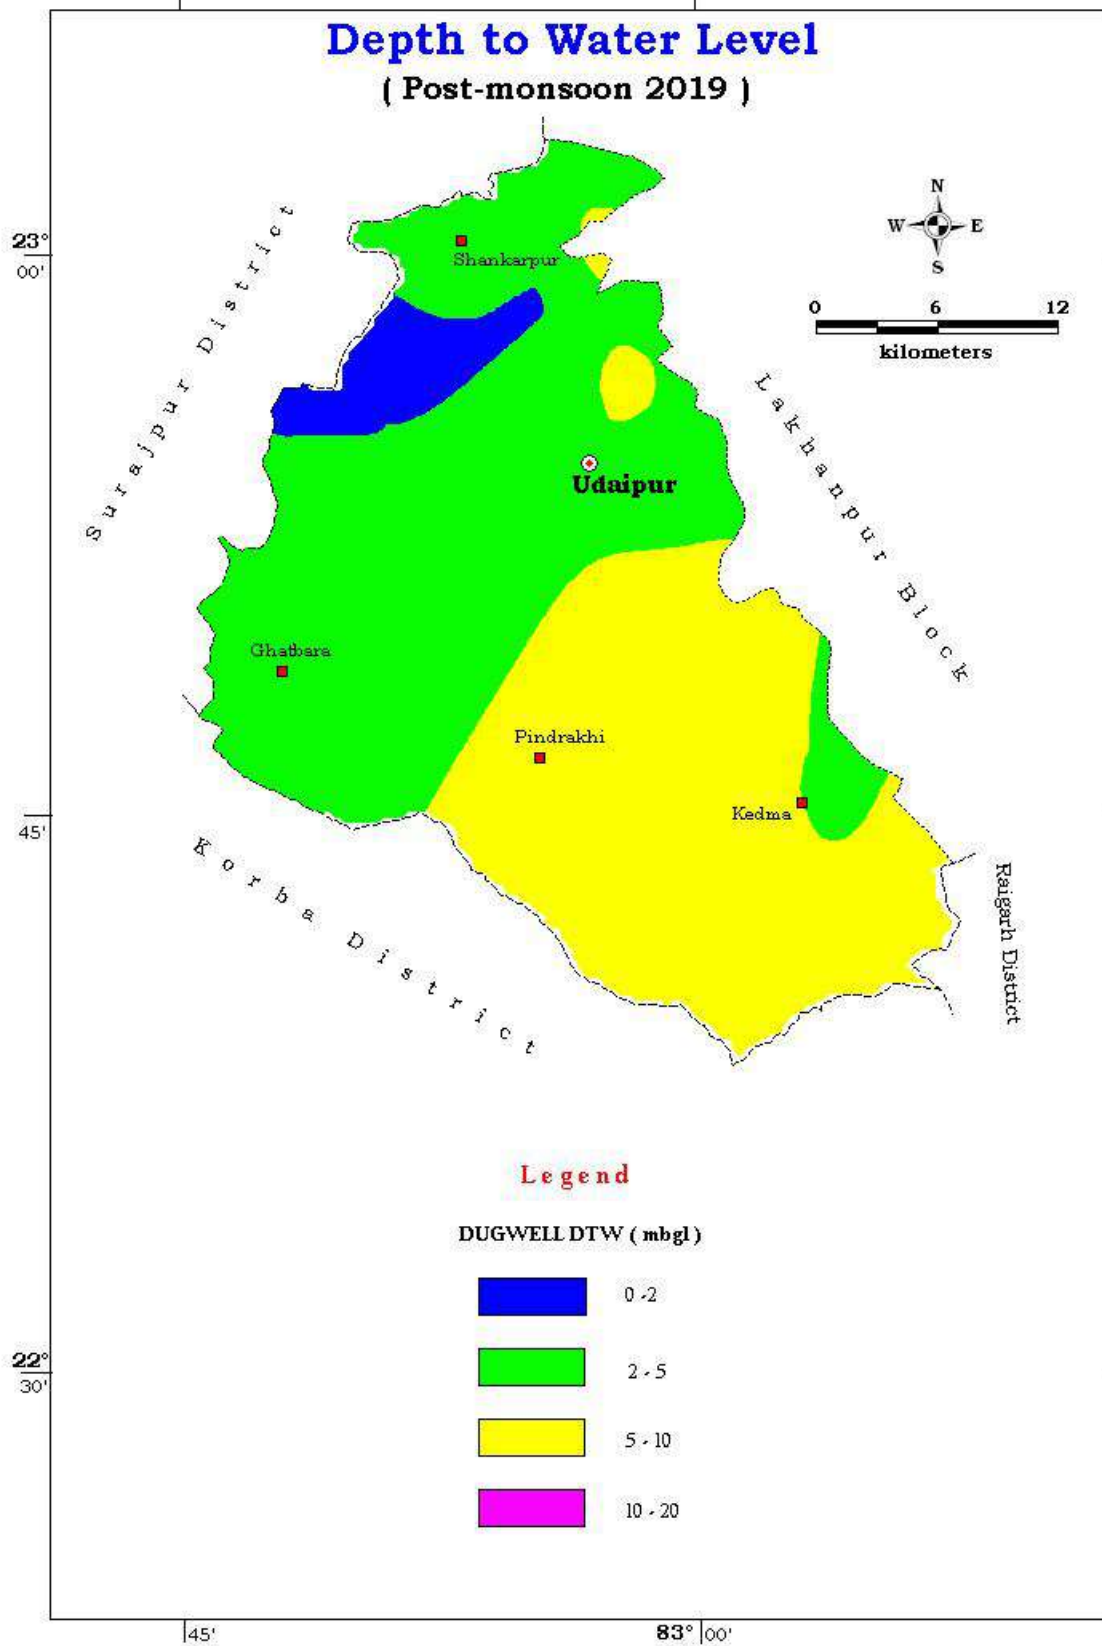 Depth to Water Level
( Post-monsoon 2019 )
N
W E
S
23°
00'
0 6 12
kilometers
Shankarpur
Surajpur District
Lakhanpur Block
Udaipur
Ghatbara
Pindrakhi
Kedma
45'
Korba District
Raigarh District
Legend
DUGWELL DTW ( mbgl )
0 -2
2 - 5
22°
30'
5 - 10
10 - 20
45'
83° 00'